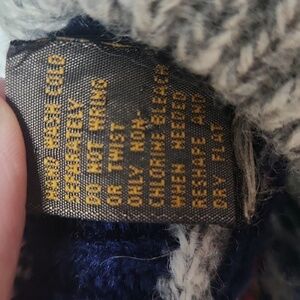 HAND WASH COLD
SEPARATELY
DO NOT WRING
OR TWIST
ONLY NON-
CHLORINE BLEACH
WHEN NEEDED
RESHAPE AND
DRY FLAT